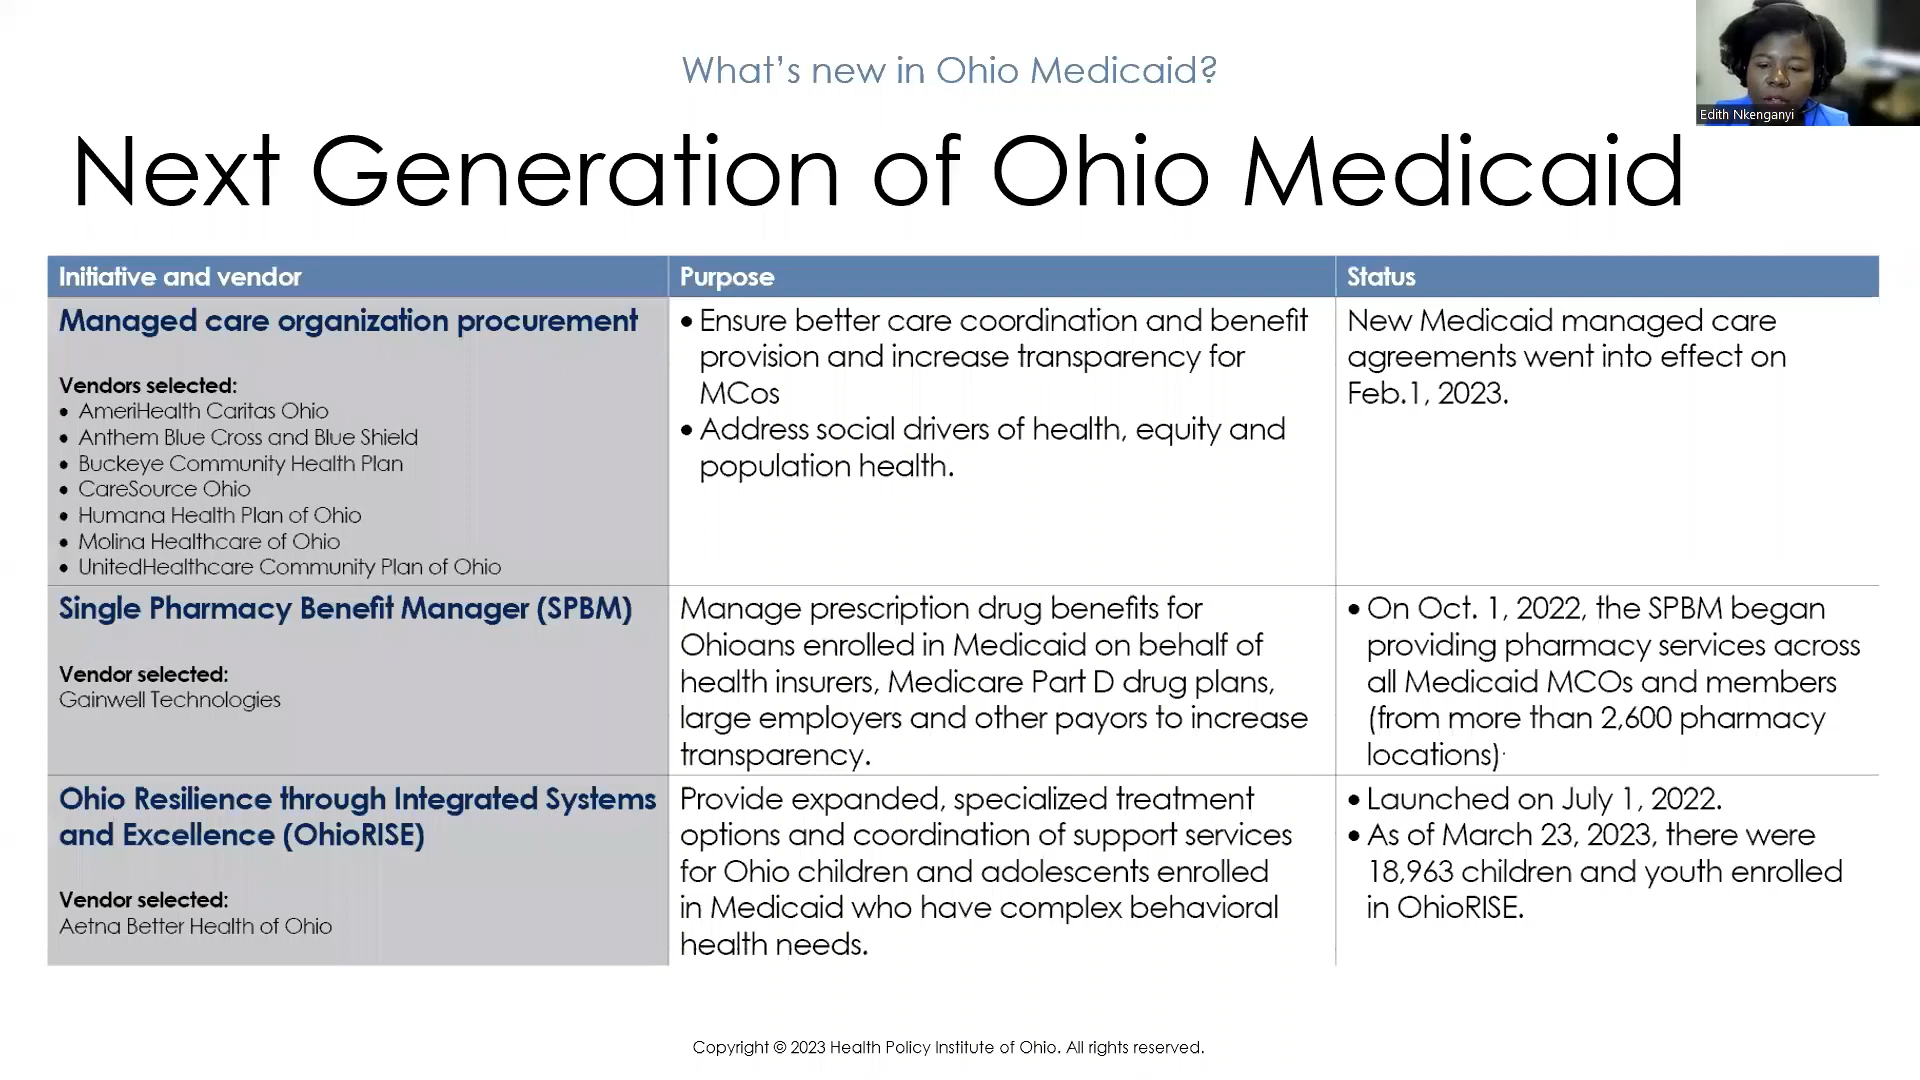 What's new in Ohio Medicaid?
Edith Nkenganyi
Next Generation of Ohio Medicaid
Initiative and vendor
Purpose
Status
Managed care organization procurement
Vendors selected:
• AmeriHealth Caritas Ohio
• Anthem Blue Cross and Blue Shield
• Buckeye Community Health Plan
• CareSource Ohio
• Humana Health Plan of Ohio
• Molina Healthcare of Ohio
• UnitedHealthcare Community Plan of Ohio
• Ensure better care coordination and benefit
provision and increase transparency for
MCos
• Address social drivers of health, equity and
population health.
New Medicaid managed care
agreements went into effect on
Feb.1, 2023.
Single Pharmacy Benefit Manager (SPBM)
Vendor selected:
Gainwell Technologies
Manage prescription drug benefits for
Ohioans enrolled in Medicaid on behalf of
health insurers, Medicare Part D drug plans,
large employers and other payors to increase
transparency.
• On Oct. 1, 2022, the SPBM began
providing pharmacy services across
all Medicaid MCOs and members
(from more than 2,600 pharmacy
locations).
Ohio Resilience through Integrated Systems
and Excellence (OhioRISE)
Vendor selected:
Aetna Better Health of Ohio
Provide expanded, specialized treatment
options and coordination of support services
for Ohio children and adolescents enrolled
in Medicaid who have complex behavioral
health needs.
• Launched on July 1, 2022.
• As of March 23, 2023, there were
18,963 children and youth enrolled
in OhioRISE.
Copyright © 2023 Health Policy Institute of Ohio. All rights reserved.